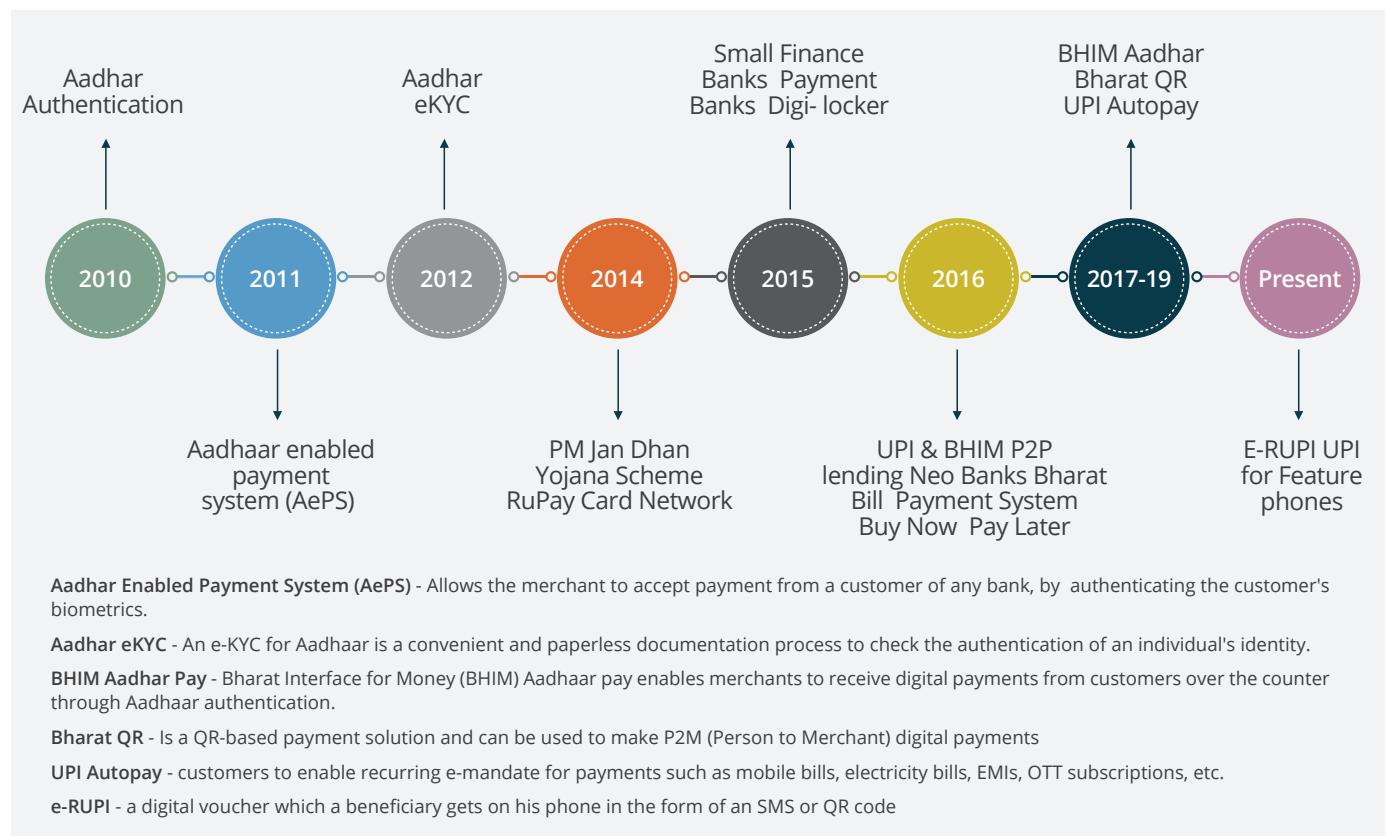 Aadhar
Authentication
Aadhar
eKYC
Small Finance
Banks Payment
Banks Digi- locker
BHIM Aadhar
Bharat QR
UPI Autopay
2010
2011
2012
2014
2015
2016
2017-19
Present
Aadhaar enabled
payment
system (AePS)
PM Jan Dhan
Yojana Scheme
RuPay Card Network
UPI & BHIM P2P
lending Neo Banks Bharat
Bill Payment System
Buy Now Pay Later
E-RUPI UPI
for Feature
phones
Aadhar Enabled Payment System (AePS) - Allows the merchant to accept payment from a customer of any bank, by authenticating the customer's
biometrics.
Aadhar eKYC - An e-KYC for Aadhaar is a convenient and paperless documentation process to check the authentication of an individual's identity.
BHIM Aadhar Pay - Bharat Interface for Money (BHIM) Aadhaar pay enables merchants to receive digital payments from customers over the counter
through Aadhaar authentication.
Bharat QR - Is a QR-based payment solution and can be used to make P2M (Person to Merchant) digital payments
UPI Autopay - customers to enable recurring e-mandate for payments such as mobile bills, electricity bills, EMIs, OTT subscriptions, etc.
e-RUPI - a digital voucher which a beneficiary gets on his phone in the form of an SMS or QR code